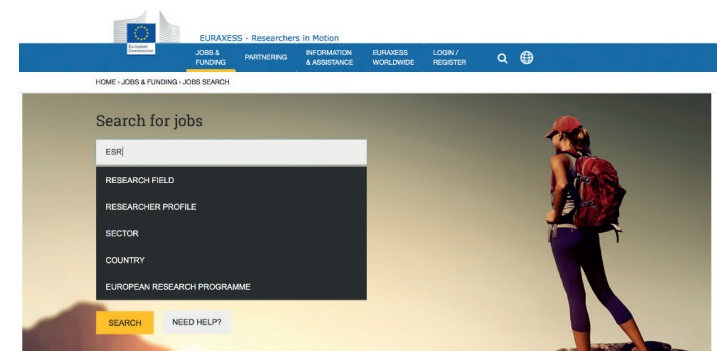 EURAXESS - Researchers in Motion
European
Commission
JOBS &
FUNDING
PARTNERING
INFORMATION
& ASSISTANCE
EURAXESS
WORLDWIDE
LOGIN /
REGISTER
HOME › JOBS & FUNDING › JOBS SEARCH
Search for jobs
ESR
RESEARCH FIELD
RESEARCHER PROFILE
SECTOR
COUNTRY
EUROPEAN RESEARCH PROGRAMME
SEARCH NEED HELP?